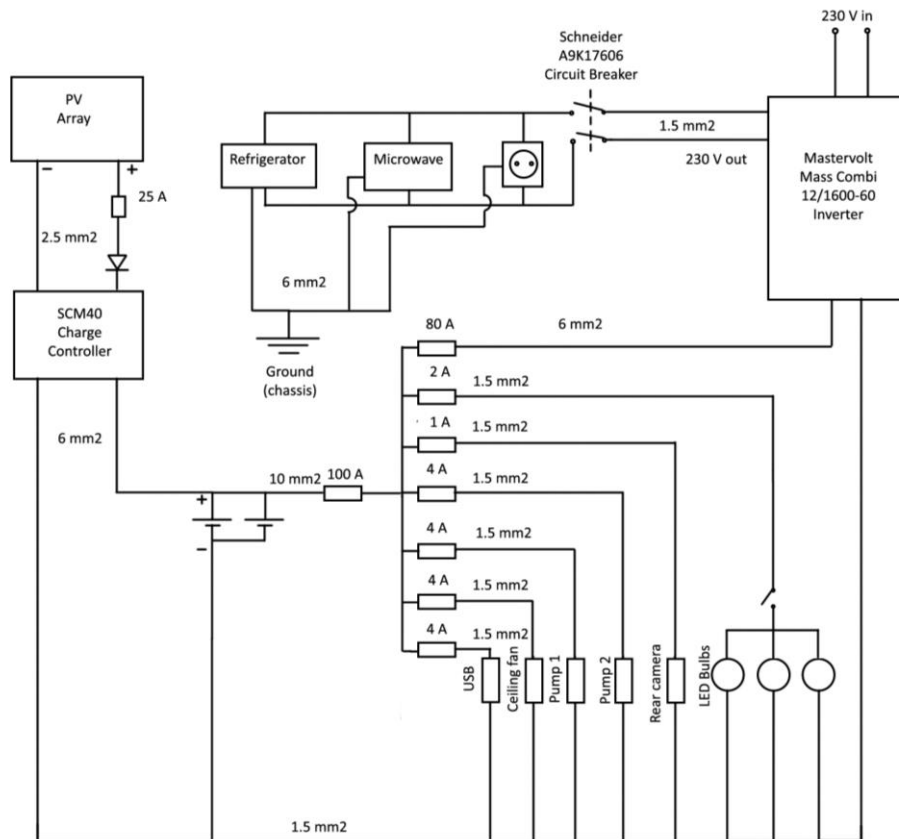 230 V in
Schneider
A9K17606
Circuit Breaker
PV
Array
- +
25 A
2.5 mm2
Refrigerator
Microwave
1.5 mm2
230 V out
Mastervolt
Mass Combi
12/1600-60
Inverter
6 mm2
SCM40
Charge
Controller
Ground
(chassis)
80 A
6 mm2
2 A
1.5 mm2
1 A
1.5 mm2
6 mm2
10 mm2
100 A
4 A
1.5 mm2
+
-
4 A
1.5 mm2
4 A
1.5 mm2
4 A
1.5 mm2
USB
Ceiling fan
Pump 1
Pump 2
Rear camera
LED Bulbs
1.5 mm2